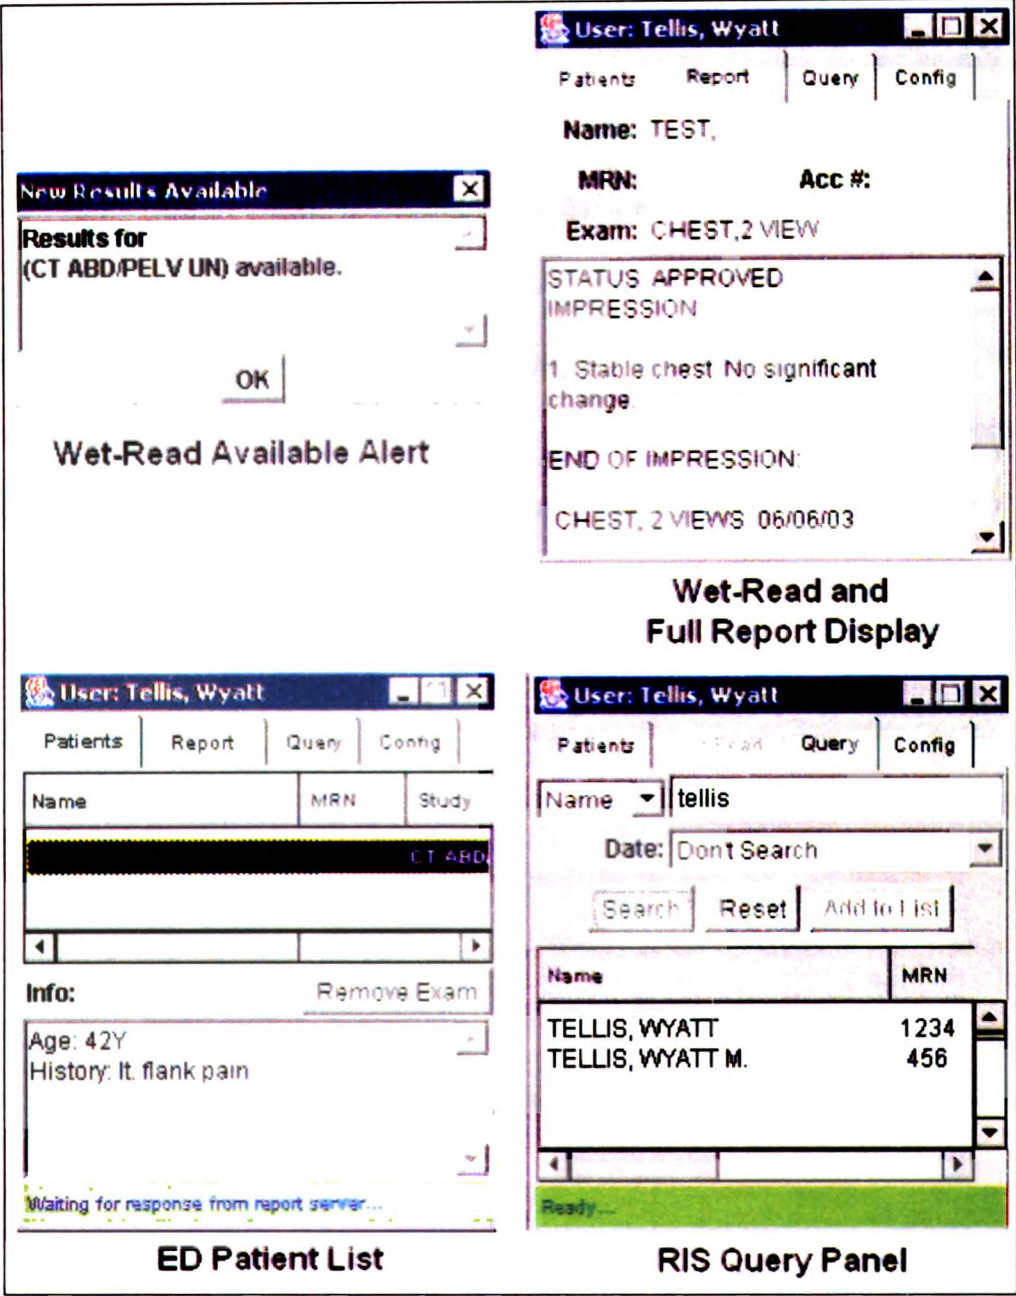 New Results Available
Results for
(CT ABD/PELV UN) available.
OK
Wet-Read Available Alert
User: Tellis, Wyatt
Patients Report Query Config
Name: TEST,
MRN: Acc #:
Exam: CHEST,2 VIEW
STATUS APPROVED
IMPRESSION
1. Stable chest No significant
change.
END OF IMPRESSION:
CHEST, 2 VIEWS 06/06/03
Wet-Read and
Full Report Display
User: Tellis, Wyatt
Patients Report Query Config
Name MRN Study
CT ABD
Info: Remove Exam
Age: 42Y
History: lt. flank pain
Waiting for response from report server...
ED Patient List
User: Tellis, Wyatt
Patients Query Config
Name tellis
Date: Don't Search
Search Reset Add to List
Name MRN
TELLIS, WYATT 1234
TELLIS, WYATT M. 456
Ready...
RIS Query Panel